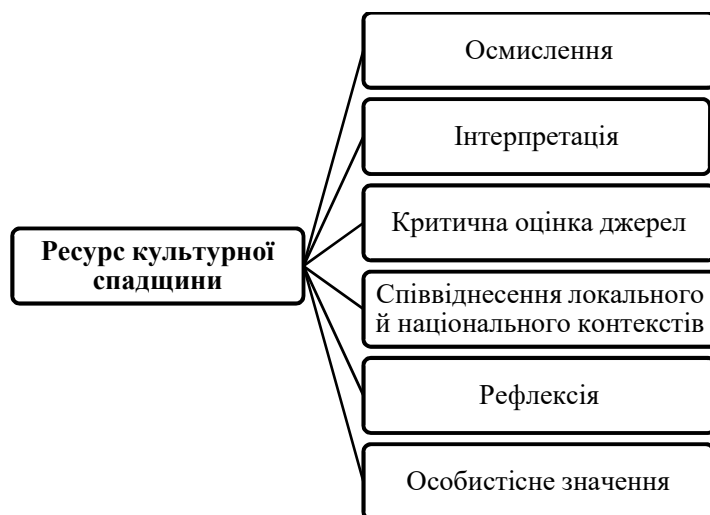 Ресурс культурної
спадщини
Осмислення
Інтерпретація
Критична оцінка джерел
Співвіднесення локального
й національного контекстів
Рефлексія
Особистісне значення